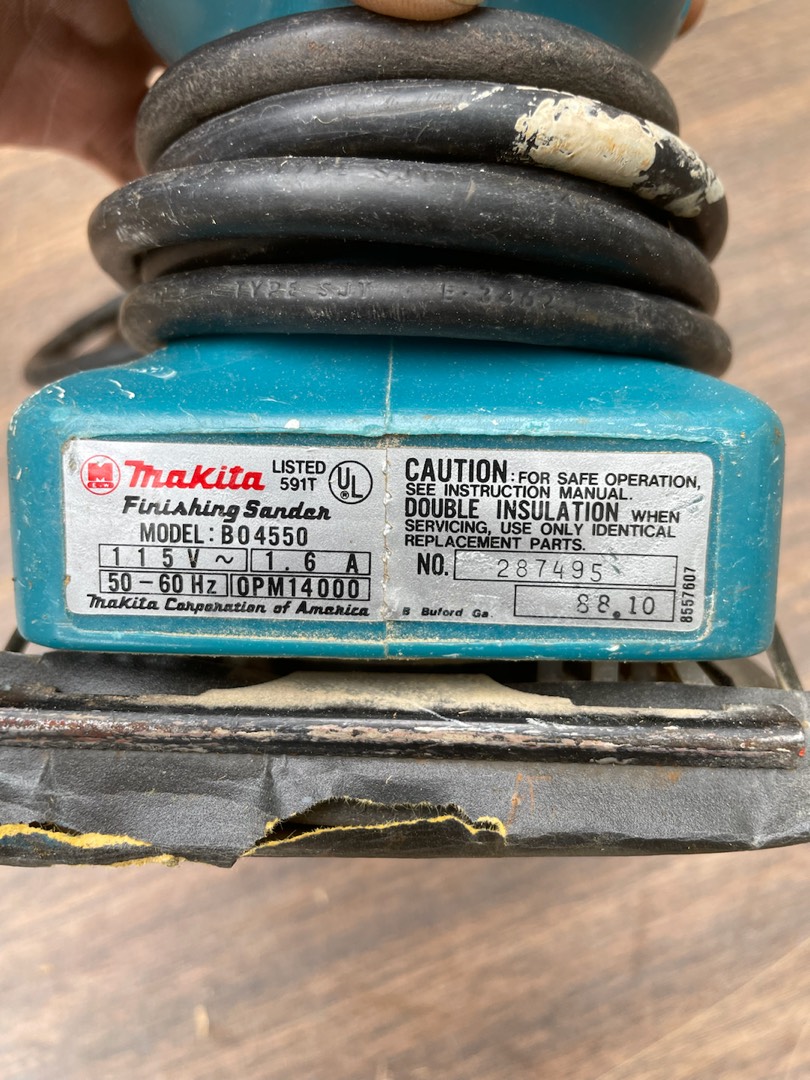 TYPE SJT E-3462
M
E. W
makita
LISTED
591T
UL
®
Finishing Sander
MODEL: BO4550
115V ~ 1.6 A
50-60Hz OPM14000
Makita Corporation of America
CAUTION: FOR SAFE OPERATION,
SEE INSTRUCTION MANUAL.
DOUBLE INSULATION WHEN
SERVICING, USE ONLY IDENTICAL
REPLACEMENT PARTS.
NO. 287495
88.10
B Buford Ga
8557607